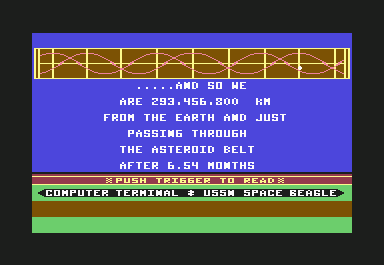 .....AND SO WE
ARE 293,456,800 KM
FROM THE EARTH AND JUST
PASSING THROUGH
THE ASTEROID BELT
AFTER 6.54 MONTHS
*PUSH TRIGGER TO READ*
COMPUTER TERMINAL * USSN SPACE BEAGLE